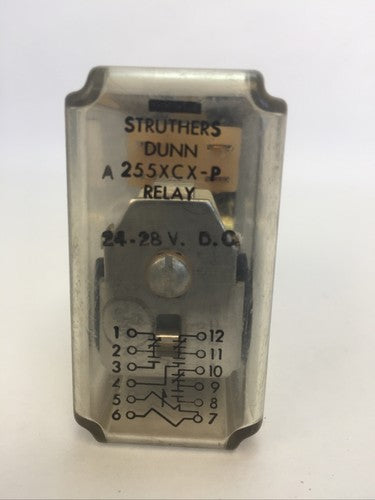 STRUTHERS
DUNN
A 255XCX-P
RELAY
24-28 V. D.C.
1 12
2 11
3 10
4 9
5 8
6 7